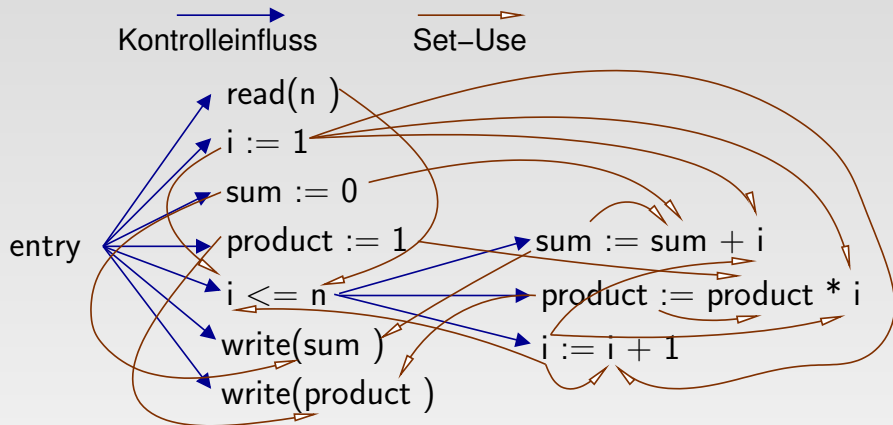 Kontrolleinfluss
Set–Use
read(n )
i := 1
sum := 0
entry
product := 1
sum := sum + i
i <= n
product := product * i
write(sum )
i := i + 1
write(product )